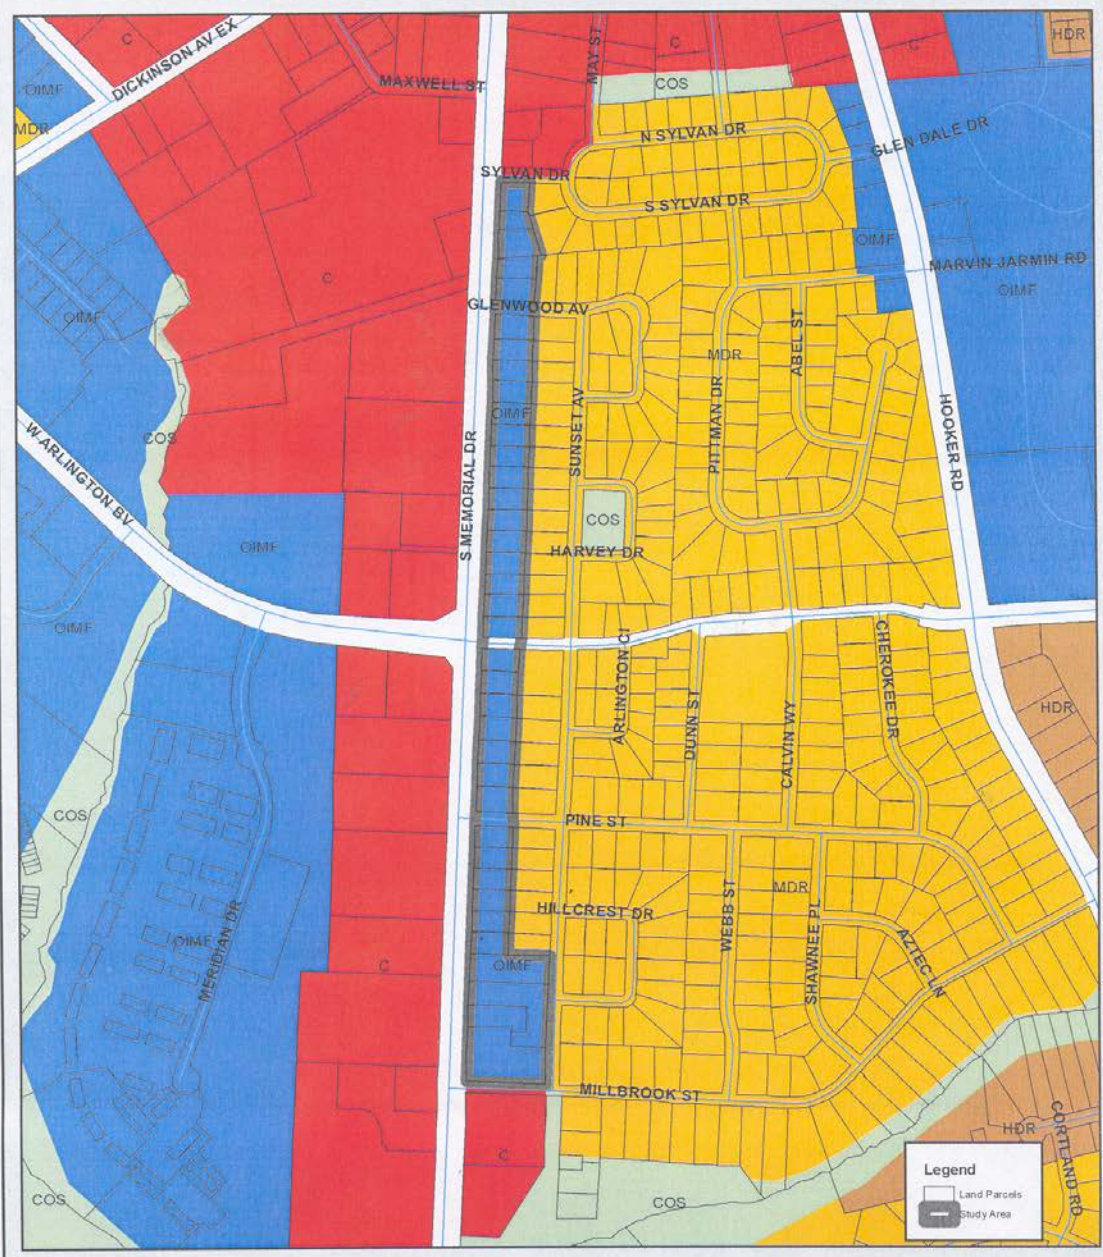 C
C
C
HDR
DICKINSON AV EX
MAY ST
MAXWELL ST
COS
OIMF
MDR
N SYLVAN DR
GLEN DALE DR
SYLVAN DR
S SYLVAN DR
OIMF
MARVIN JARMIN RD
OIMF
C
GLENWOOD AV
OIMF
ABEL ST
MDR
PITTMAN DR
SUNSET AV
OIMF
HOOKER RD
COS
W ARLINGTON BV
S MEMORIAL DR
COS
OIMF
HARVEY DR
OIMF
ARLINGTON CI
CHEROKEE DR
HDR
DUNN ST
CALVIN WY
COS
PINE ST
MDR
WEBB ST
HILLCREST DR
SHAWNEE PL
AZTEC LN
OIMF
MERIDIAN DR
C
OIMF
MILLBROOK ST
HDR
CORTLAND RD
C
COS
COS
Legend
Land Parcels
Study Area